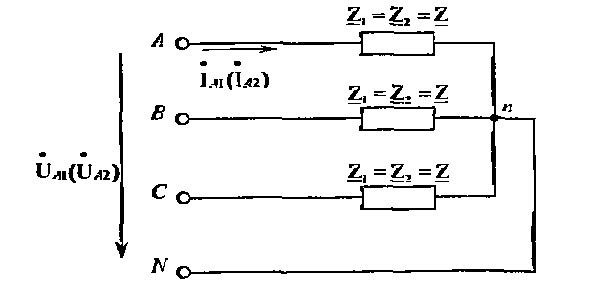 Z₁ = Z₂ = Z
A
İA1(İA2)
Z₁ = Z₂ = Z
B
n
U̇A1(U̇A2)
Z₁ = Z₂ = Z
C
N